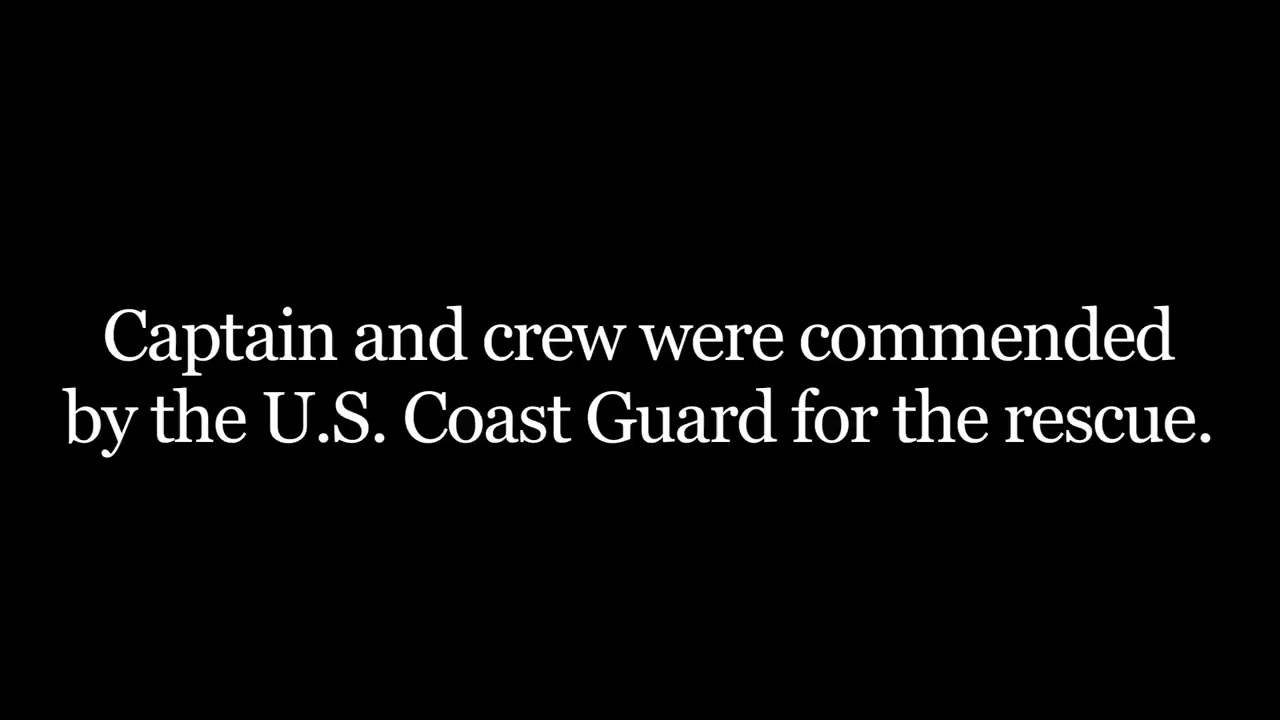 Captain and crew were commended
by the U.S. Coast Guard for the rescue.